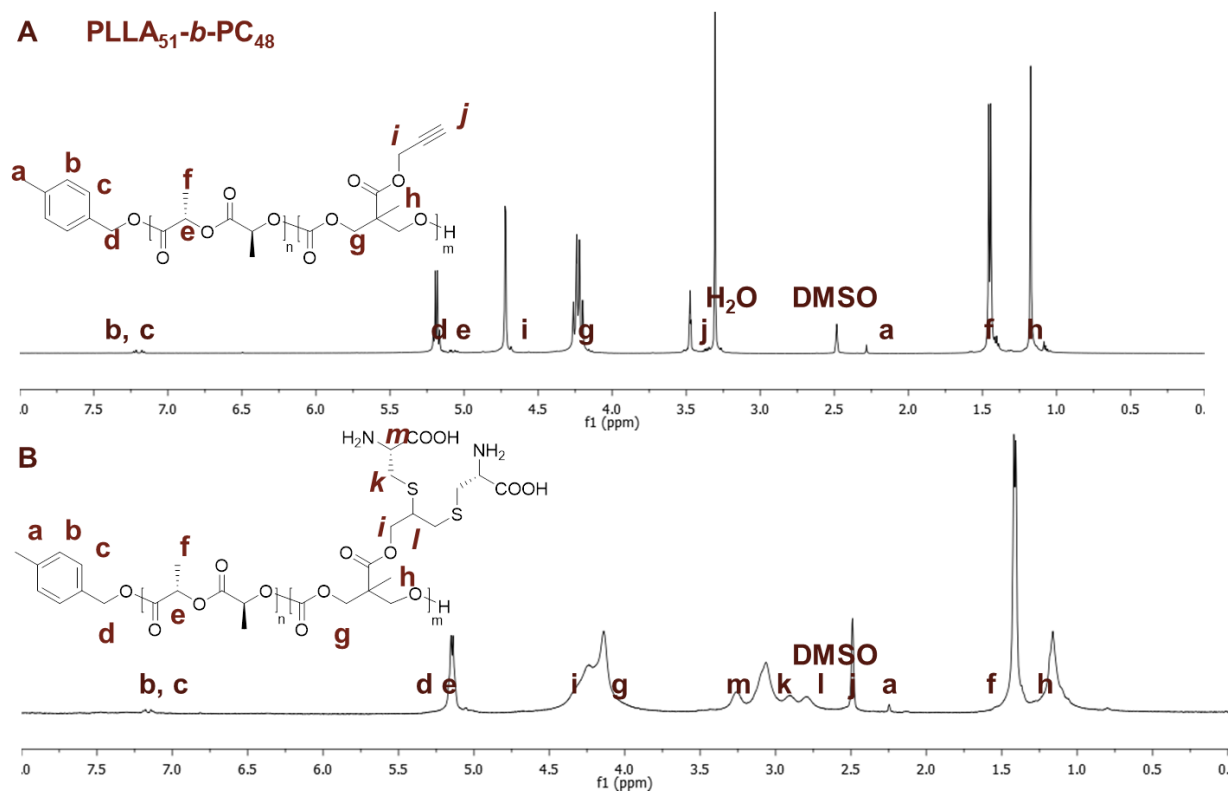 A PLLA51-b-PC48
j
i
O
O
a b c f h
O O O O O O O H
d O e n O g m
H2O DMSO
b, c d e i g j a f h
.0 7.5 7.0 6.5 6.0 5.5 5.0 4.5 4.0 3.5 3.0 2.5 2.0 1.5 1.0 0.5 0.
f1 (ppm)
B H2N m COOH NH2
k COOH
S S
i l
O
O
a b c f h
O O O O O O O H
d O e n O g m
DMSO
b, c d e i g m k l j a f h
.0 7.5 7.0 6.5 6.0 5.5 5.0 4.5 4.0 3.5 3.0 2.5 2.0 1.5 1.0 0.5 0.0
f1 (ppm)